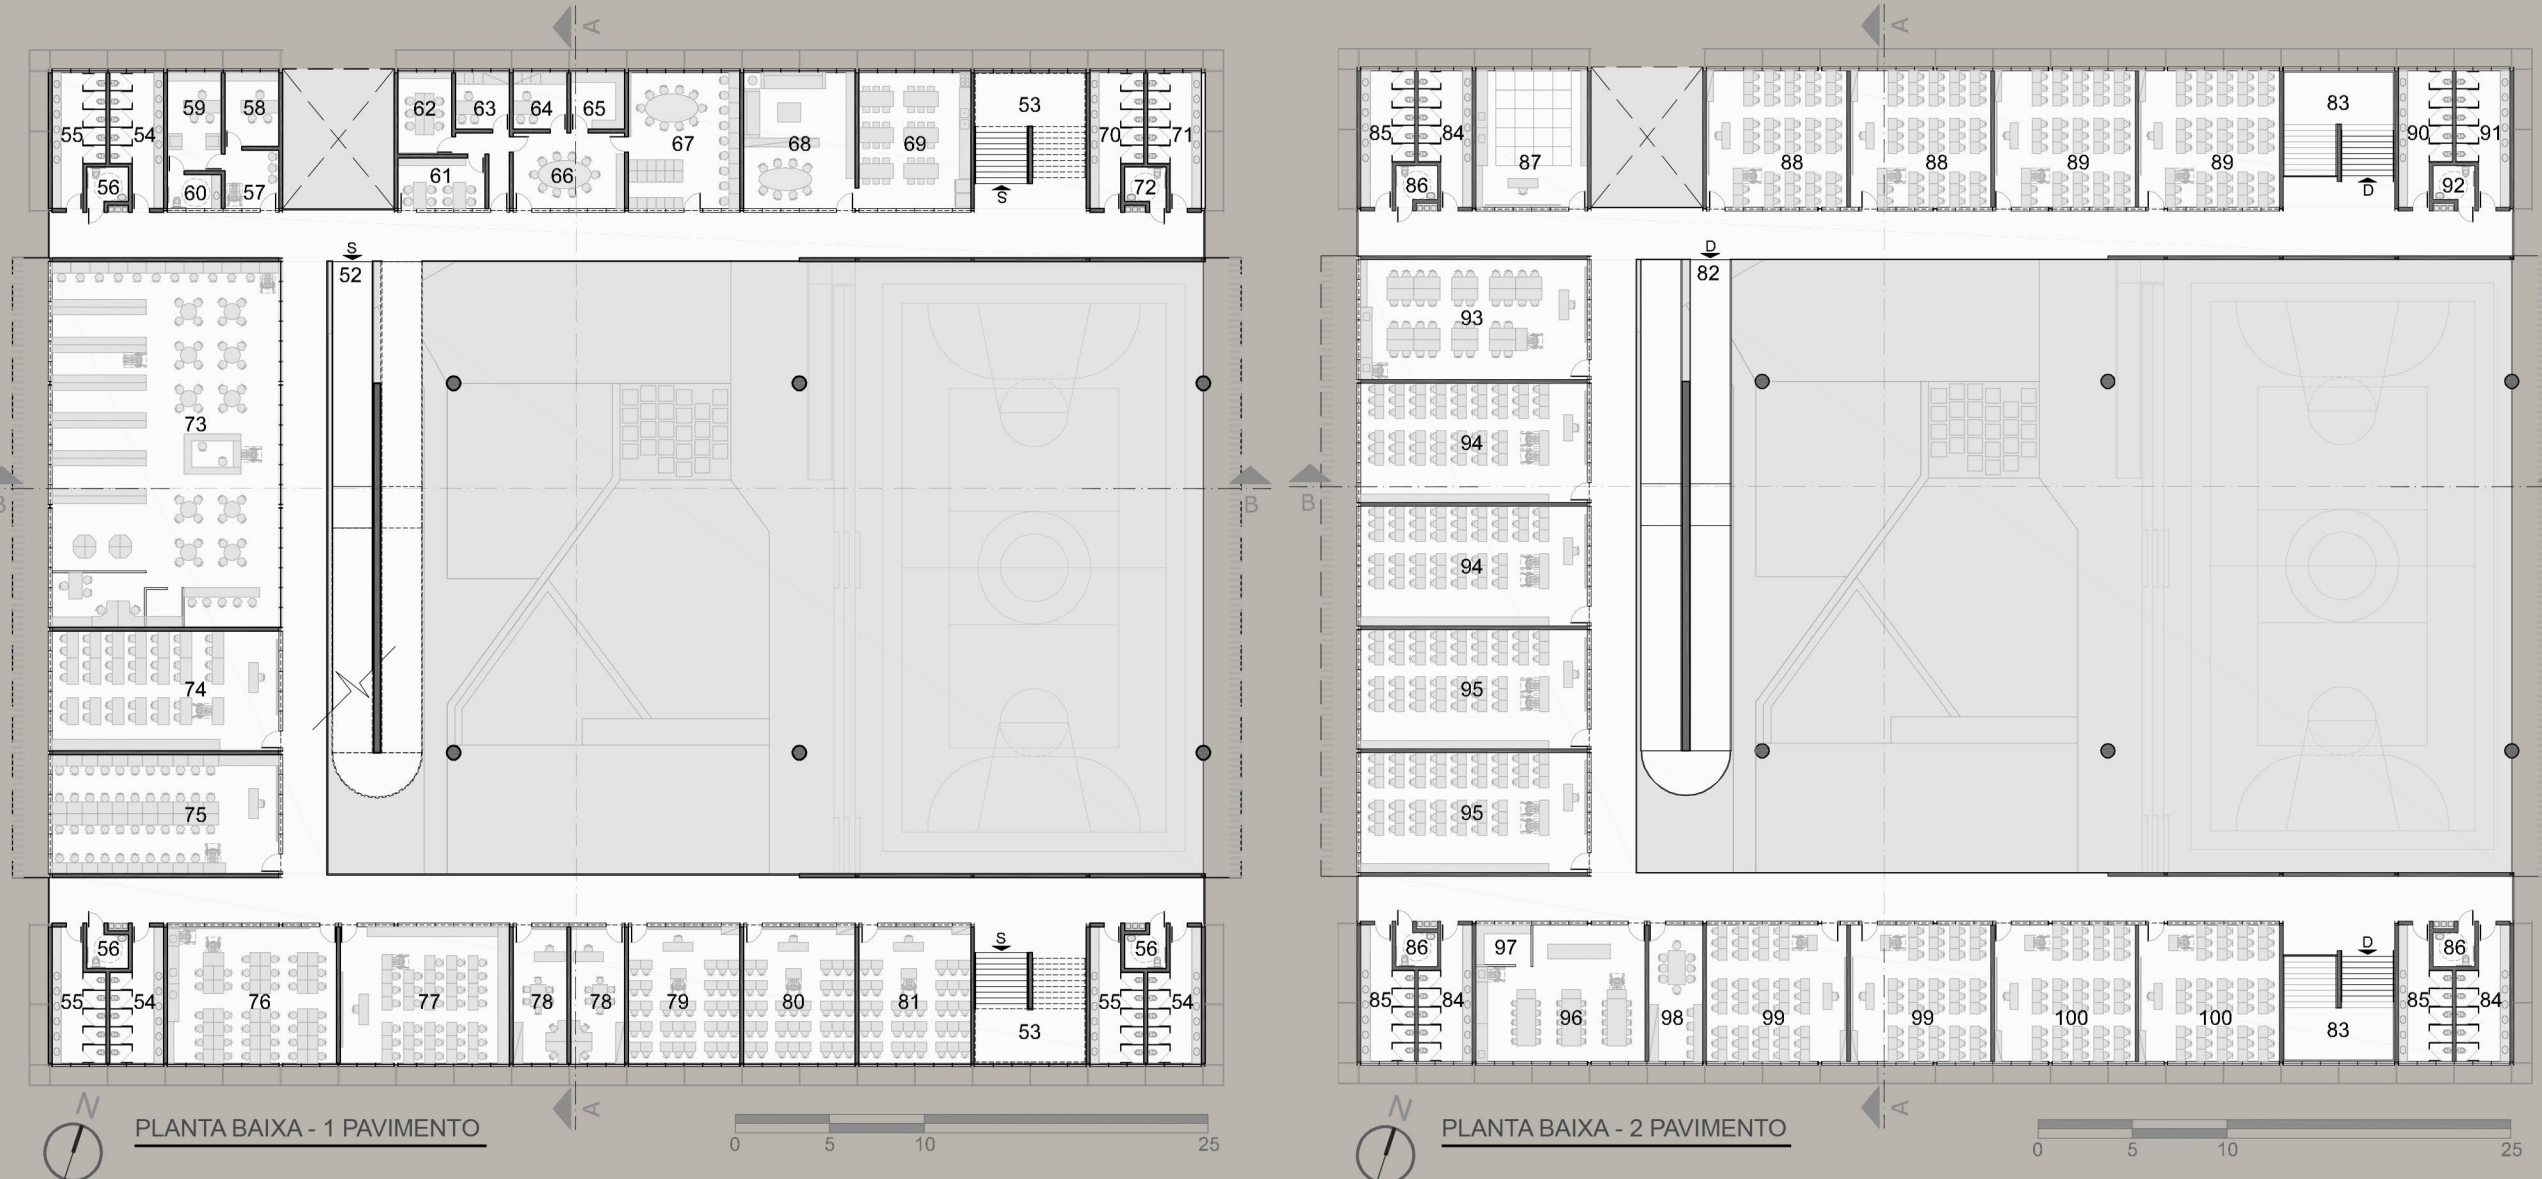 A
A
59 58 62 63 64 65 53
55 54 67 68 69 70 71
56 60 57 61 66 72
S
S
52
73
B
B
74
75
S
56 56
55 54 76 77 78 78 79 80 81 55 54
53
N
A
PLANTA BAIXA - 1 PAVIMENTO
0 5 10 25
83
85 84 87 88 88 89 89 90 91
86 92
D
D
82
93
94
B
94
95
95
D
86 97 86
85 84 96 98 99 99 100 100 85 84
83
N
A
PLANTA BAIXA - 2 PAVIMENTO
0 5 10 25